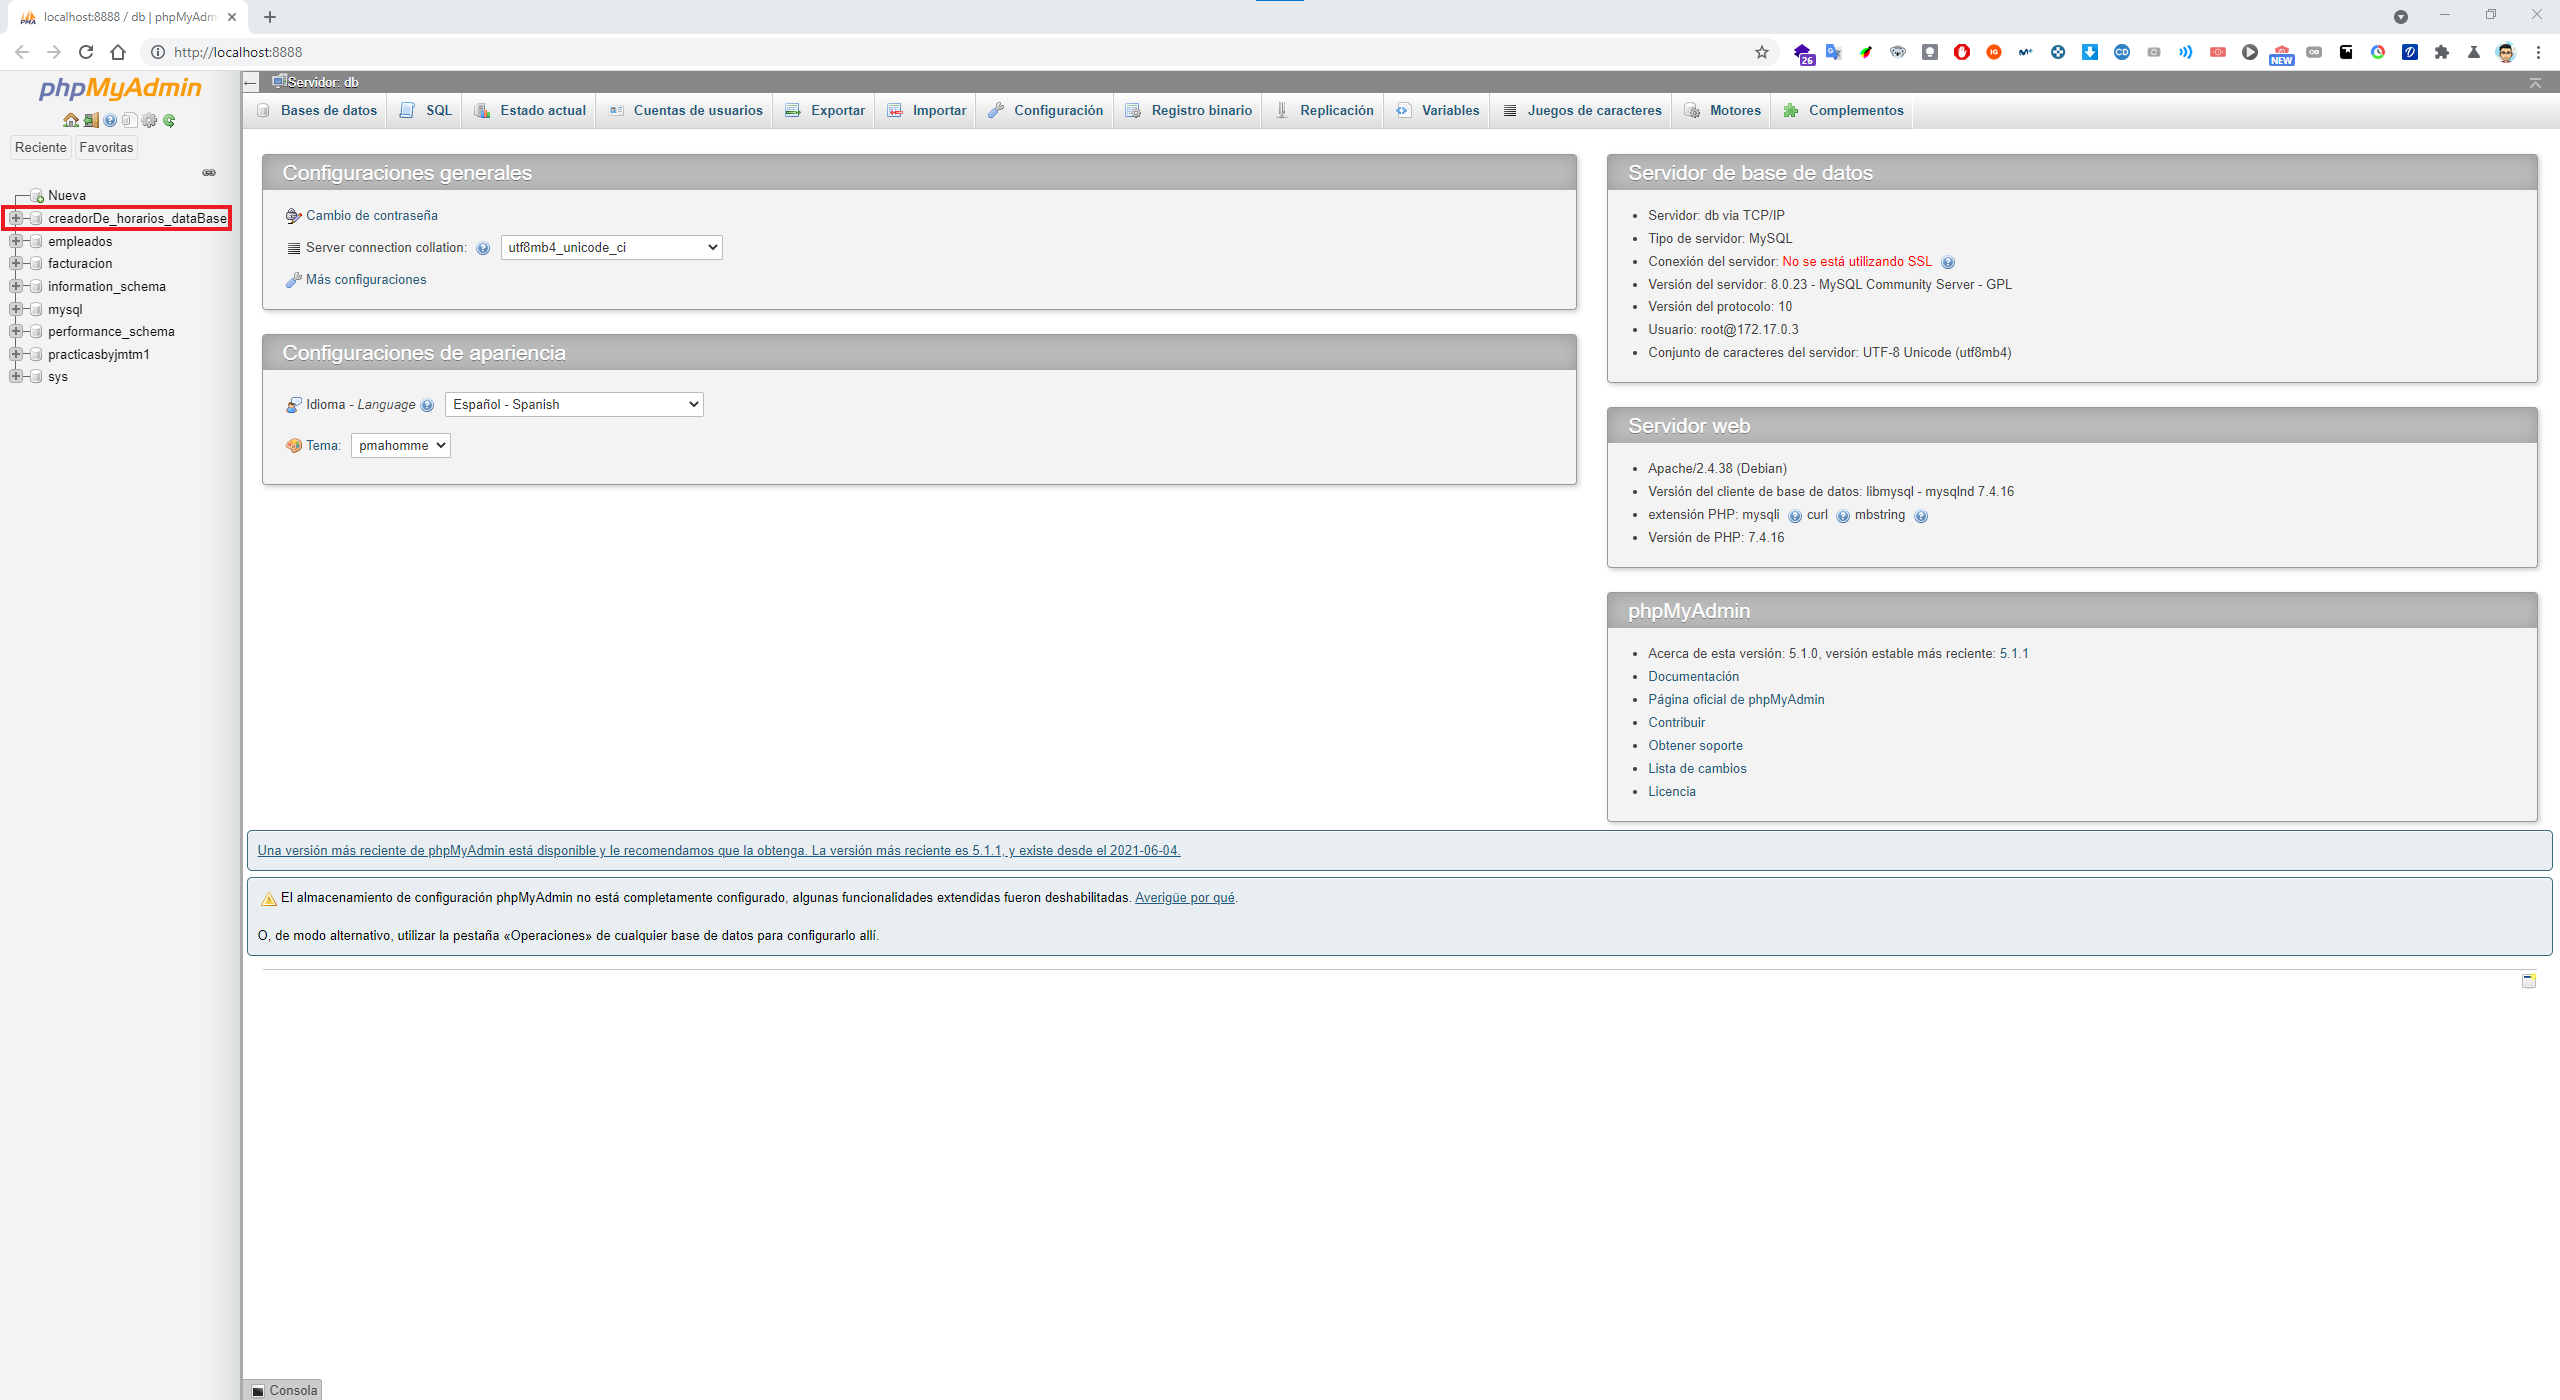 localhost:8888 / db | phpMyAdm
http://localhost:8888
26
NEW
phpMyAdmin
Reciente
Favoritas
Nueva
creadorDe_horarios_dataBase
empleados
facturacion
information_schema
mysql
performance_schema
practicasbyjmtm1
sys
Servidor: db
Bases de datos
SQL
Estado actual
Cuentas de usuarios
Exportar
Importar
Configuración
Registro binario
Replicación
Variables
Juegos de caracteres
Motores
Complementos
Configuraciones generales
Cambio de contraseña
Server connection collation:
utf8mb4_unicode_ci
Más configuraciones
Configuraciones de apariencia
Idioma - Language
Español - Spanish
Tema:
pmahomme
Servidor de base de datos
Servidor: db via TCP/IP
Tipo de servidor: MySQL
Conexión del servidor: No se está utilizando SSL
Versión del servidor: 8.0.23 - MySQL Community Server - GPL
Versión del protocolo: 10
Usuario: root@172.17.0.3
Conjunto de caracteres del servidor: UTF-8 Unicode (utf8mb4)
Servidor web
Apache/2.4.38 (Debian)
Versión del cliente de base de datos: libmysql - mysqlnd 7.4.16
extensión PHP: mysqli curl mbstring
Versión de PHP: 7.4.16
phpMyAdmin
Acerca de esta versión: 5.1.0, versión estable más reciente: 5.1.1
Documentación
Página oficial de phpMyAdmin
Contribuir
Obtener soporte
Lista de cambios
Licencia
Una versión más reciente de phpMyAdmin está disponible y le recomendamos que la obtenga. La versión más reciente es 5.1.1, y existe desde el 2021-06-04.
El almacenamiento de configuración phpMyAdmin no está completamente configurado, algunas funcionalidades extendidas fueron deshabilitadas. Averigüe por qué.
O, de modo alternativo, utilizar la pestaña «Operaciones» de cualquier base de datos para configurarlo allí.
Consola